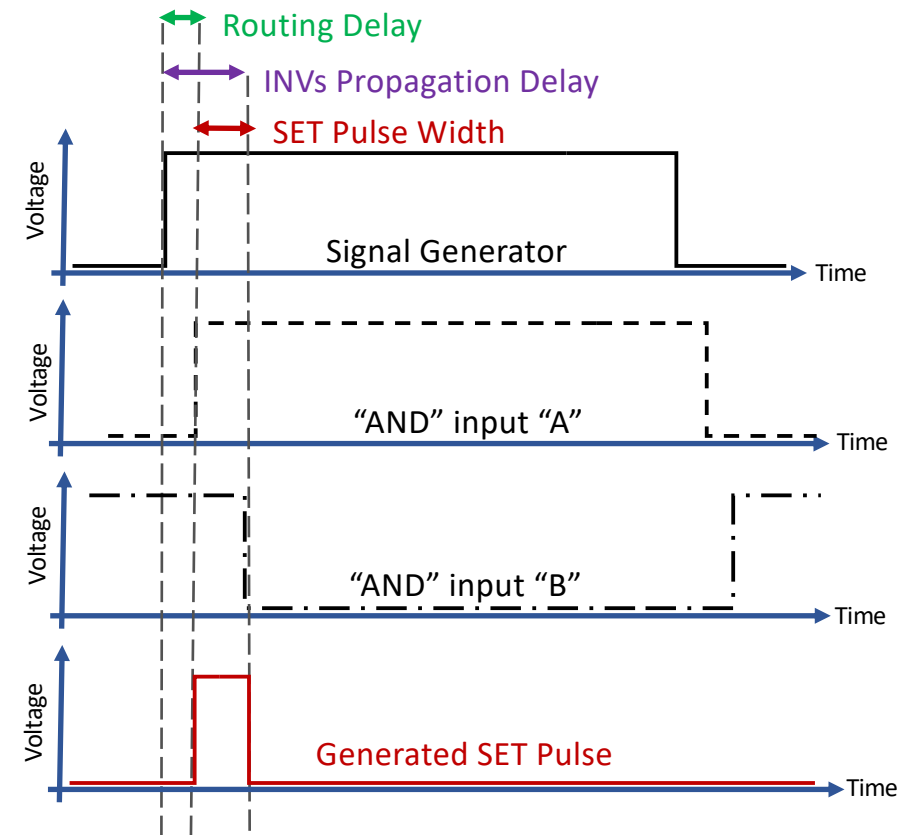 Routing Delay
INVs Propagation Delay
SET Pulse Width
Voltage
Signal Generator
Time
Voltage
“AND” input “A”
Time
Voltage
“AND” input “B”
Time
Voltage
Generated SET Pulse
Time